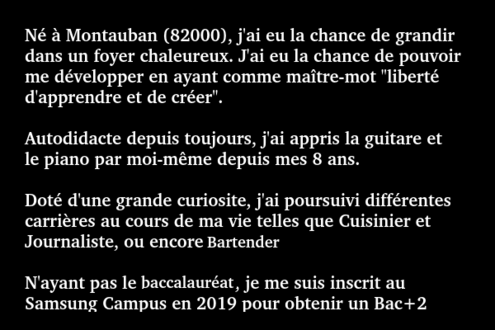 Né à Montauban (82000), j'ai eu la chance de grandir
dans un foyer chaleureux. J'ai eu la chance de pouvoir
me développer en ayant comme maître-mot "liberté
d'apprendre et de créer".
Autodidacte depuis toujours, j'ai appris la guitare et
le piano par moi-même depuis mes 8 ans.
Doté d'une grande curiosite, j'ai poursuivi différentes
carrières au cours de ma vie telles que Cuisinier et
Journaliste, ou encore Bartender
N'ayant pas le baccalauréat, je me suis inscrit au
Samsung Campus en 2019 pour obtenir un Bac+2